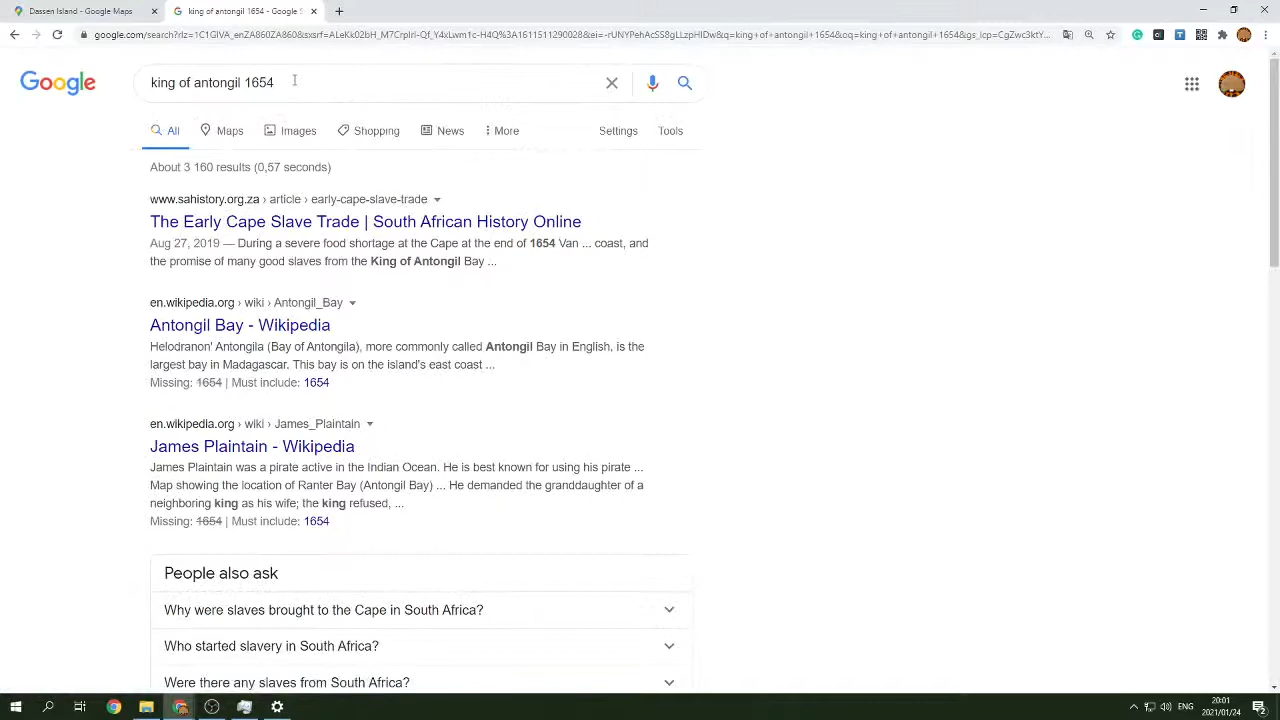 Dassen Island - Google Maps
king of antongil 1654 - Google S
google.com/search?rlz=1C1GIVA_enZA860ZA860&
king of antongil 1654
Google
All
Maps
Images
Shopping
News
More
Settings
Tools
About 3 160 results (0,57 seconds)
www.sahistory.org.za › article › early-cape-slave-trade
The Early Cape Slave Trade | South African History Online
Aug 27, 2019 — During a severe food shortage at the Cape at the end of 1654 Van ... coast, and
the promise of many good slaves from the King of Antongil Bay ...
en.wikipedia.org › wiki › Antongil_Bay
Antongil Bay - Wikipedia
Helodranon' Antongila (Bay of Antongila), more commonly called Antongil Bay in English, is the
largest bay in Madagascar. This bay is on the island's east coast ...
Missing: 1654 | Must include: 1654
en.wikipedia.org › wiki › James_Plaintain
James Plaintain - Wikipedia
James Plaintain was a pirate active in the Indian Ocean. He is best known for using his pirate ...
Map showing the location of Ranter Bay (Antongil Bay) ... He demanded the granddaughter of a
neighboring king as his wife; the king refused, ...
Missing: 1654 | Must include: 1654
People also ask
Why were slaves brought to the Cape in South Africa?
Who started slavery in South Africa?
Were there any slaves from South Africa?
ENG
20:01
2021/01/24
2